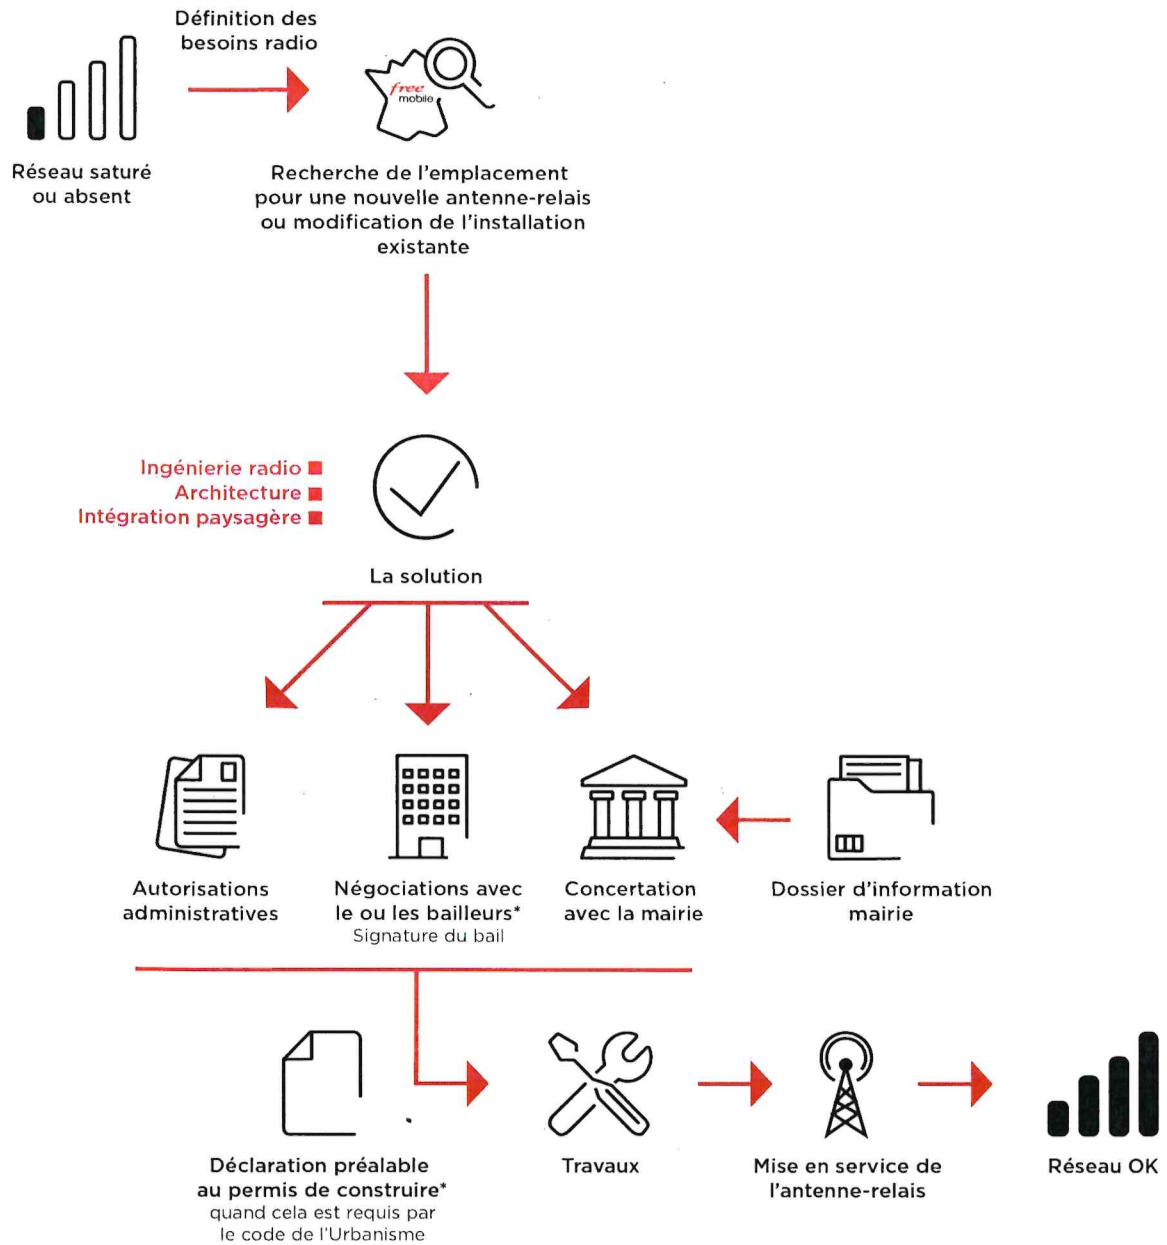 Définition des
besoins radio
free
mobile
Réseau saturé
ou absent
Recherche de l'emplacement
pour une nouvelle antenne-relais
ou modification de l'installation
existante
Ingénierie radio
Architecture
Intégration paysagère
La solution
Autorisations
administratives
Négociations avec
le ou les bailleurs*
Signature du bail
Concertation
avec la mairie
Dossier d'information
mairie
Déclaration préalable
au permis de construire*
quand cela est requis par
le code de l'Urbanisme
Travaux
Mise en service de
l'antenne-relais
Réseau OK